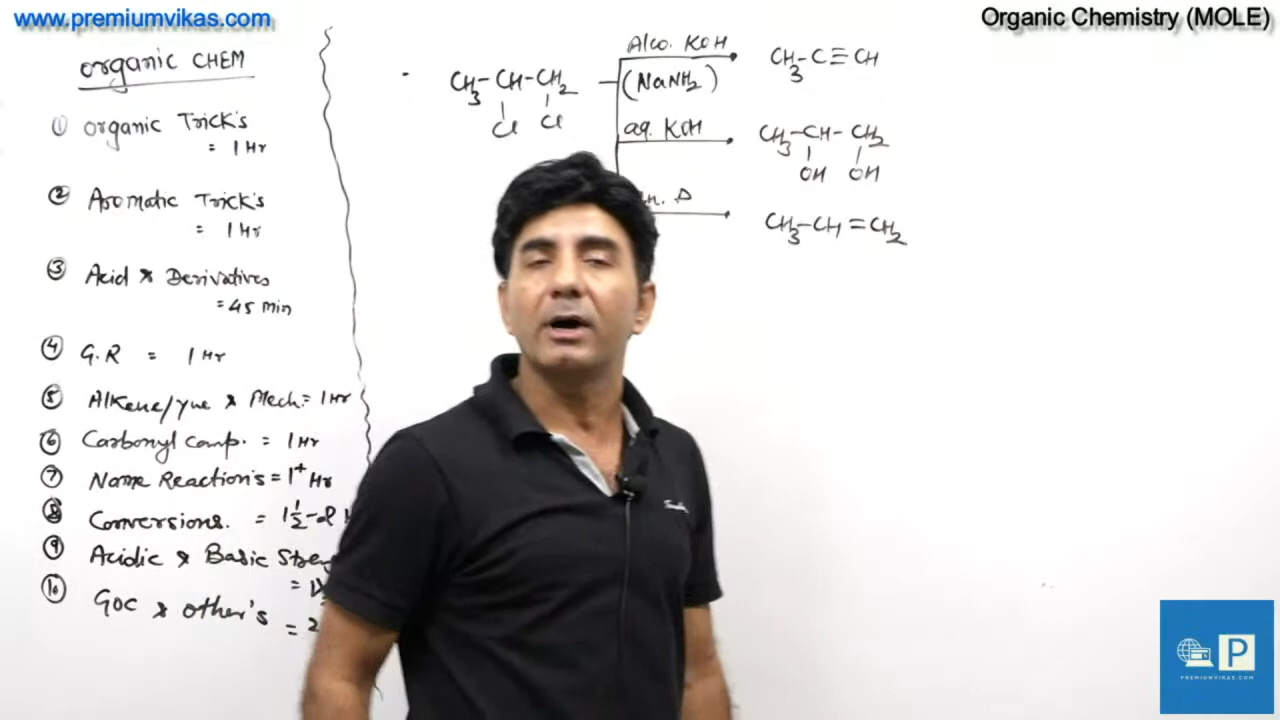 www.premiumvikas.com
Organic Chemistry (MOLE)
organic CHEM
① organic Trick's
= 1 Hr
② Aromatic Trick's
= 1 Hr
③ Acid & Derivatives
= 45 min
④ G.R = 1 Hr
⑤ Alkene/yne & Mech. = 1 Hr
⑥ Carbonyl Comp. = 1 Hr
⑦ Name Reaction's = 1⁺ Hr
⑧ Conversions. = 1½-2
⑨ Acidic & Basic
⑩ GOC & other's
CH₃-CH-CH₂
Cl Cl
Alco. KOH
(NaNH₂)
CH₃-C≡CH
aq. KOH
CH₃-CH-CH₂
OH OH
Δ
CH₃-CH=CH₂
P
PREMIUMVIKAS.COM